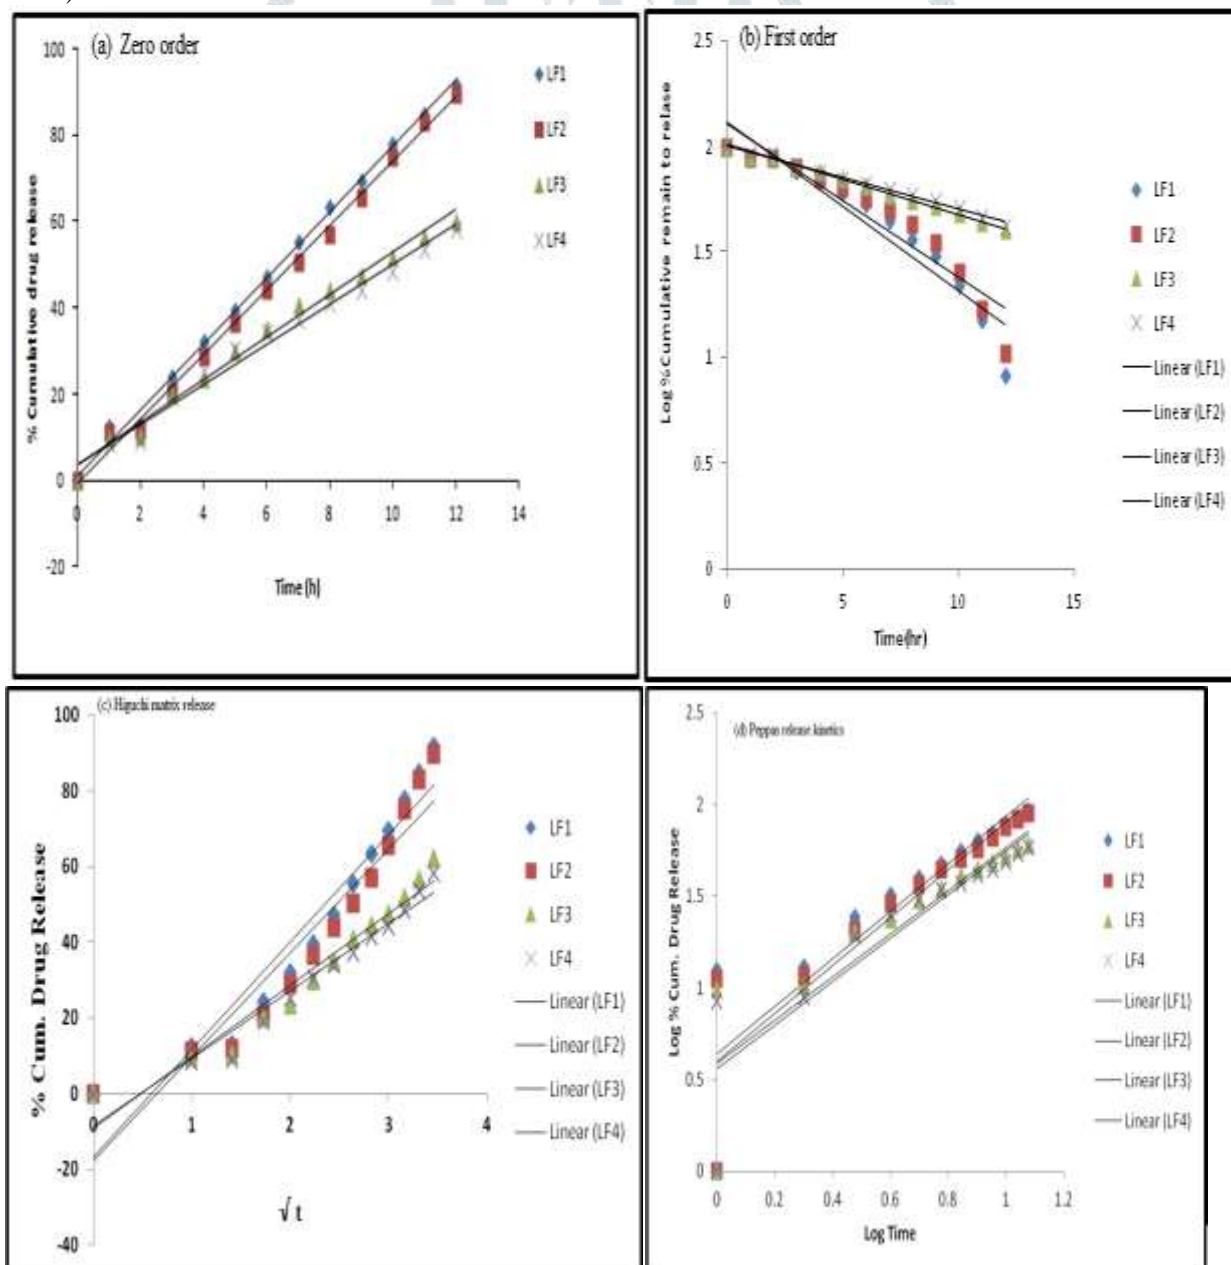 (a) Zero order
100
80
60
40
20
0
-20
0 2 4 6 8 10 12 14
% Cumulative drug release
Time (h)
LF1
LF2
LF3
LF4
(b) First order
2.5
2
1.5
1
0.5
0
0 5 10 15
Log % Cumulative remain to relase
Time(hr)
LF1
LF2
LF3
LF4
Linear (LF1)
Linear (LF2)
Linear (LF3)
Linear (LF4)
(c) Higuchi matrix release
100
80
60
40
20
0
-20
-40
0 1 2 3 4
% Cum. Drug Release
√ t
LF1
LF2
LF3
LF4
Linear (LF1)
Linear (LF2)
Linear (LF3)
Linear (LF4)
(d) Peppas release kinetics
2.5
2
1.5
1
0.5
0
0 0.2 0.4 0.6 0.8 1 1.2
Log % Cum. Drug Release
Log Time
LF1
LF2
LF3
LF4
Linear (LF1)
Linear (LF2)
Linear (LF3)
Linear (LF4)